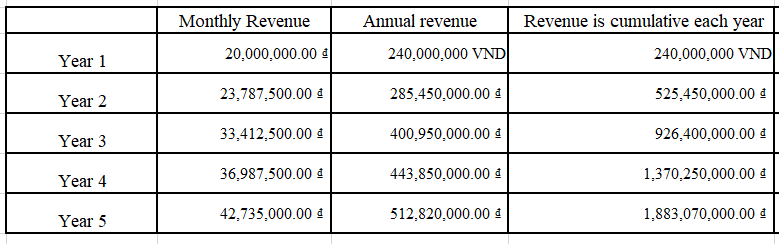 Monthly Revenue Annual revenue Revenue is cumulative each year
Year 1 20,000,000.00 ₫ 240,000,000 VND 240,000,000 VND
Year 2 23,787,500.00 ₫ 285,450,000.00 ₫ 525,450,000.00 ₫
Year 3 33,412,500.00 ₫ 400,950,000.00 ₫ 926,400,000.00 ₫
Year 4 36,987,500.00 ₫ 443,850,000.00 ₫ 1,370,250,000.00 ₫
Year 5 42,735,000.00 ₫ 512,820,000.00 ₫ 1,883,070,000.00 ₫